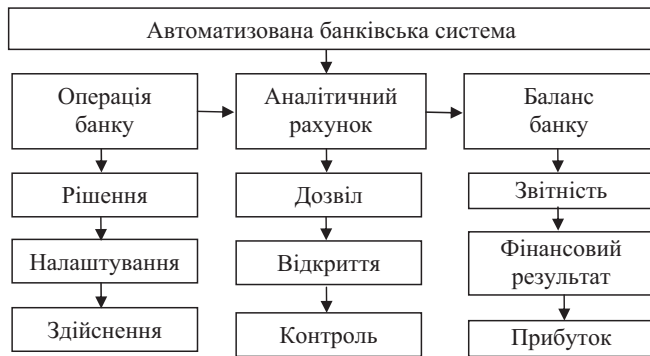 Автоматизована банківська система
Операція
банку
Аналітичний
рахунок
Баланс
банку
Рішення
Дозвіл
Звітність
Налаштування
Відкриття
Фінансовий
результат
Здійснення
Контроль
Прибуток